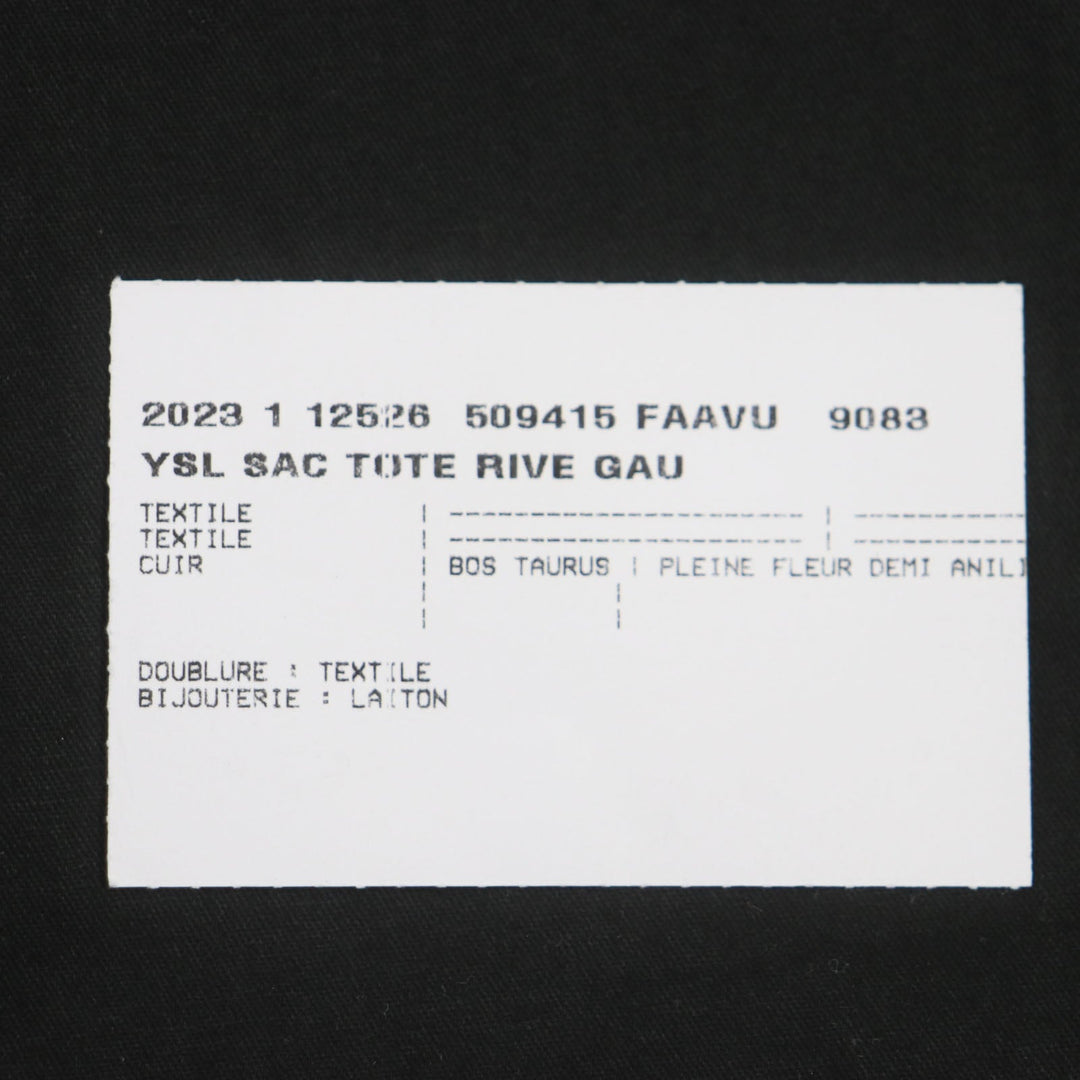 2023 1 12526 509415 FAAVU 9083
YSL SAC TOTE RIVE GAU
TEXTILE | ---------------------- | -----------
TEXTILE | ---------------------- | -----------
CUIR | BOS TAURUS | PLEINE FLEUR DEMI ANILI
| |
| |
DOUBLURE : TEXTILE
BIJOUTERIE : LAITON